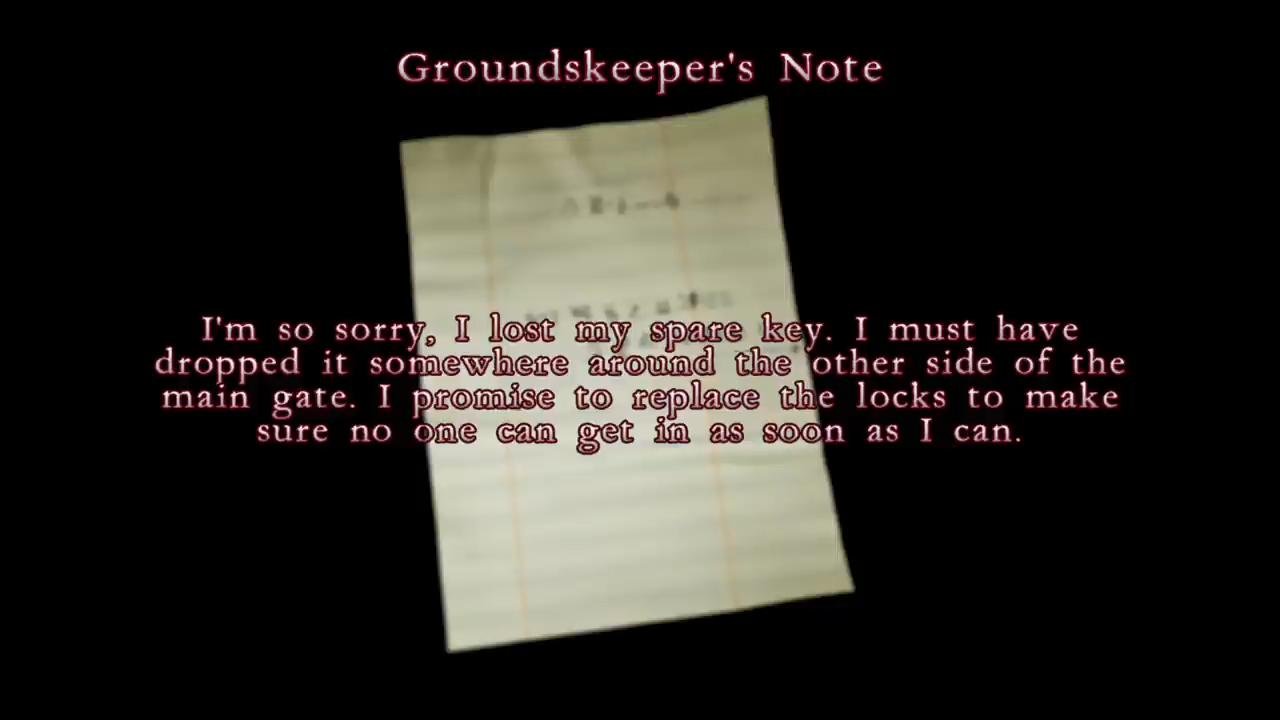 Groundskeeper's Note
I'm so sorry, I lost my spare key. I must have
dropped it somewhere around the other side of the
main gate. I promise to replace the locks to make
sure no one can get in as soon as I can.